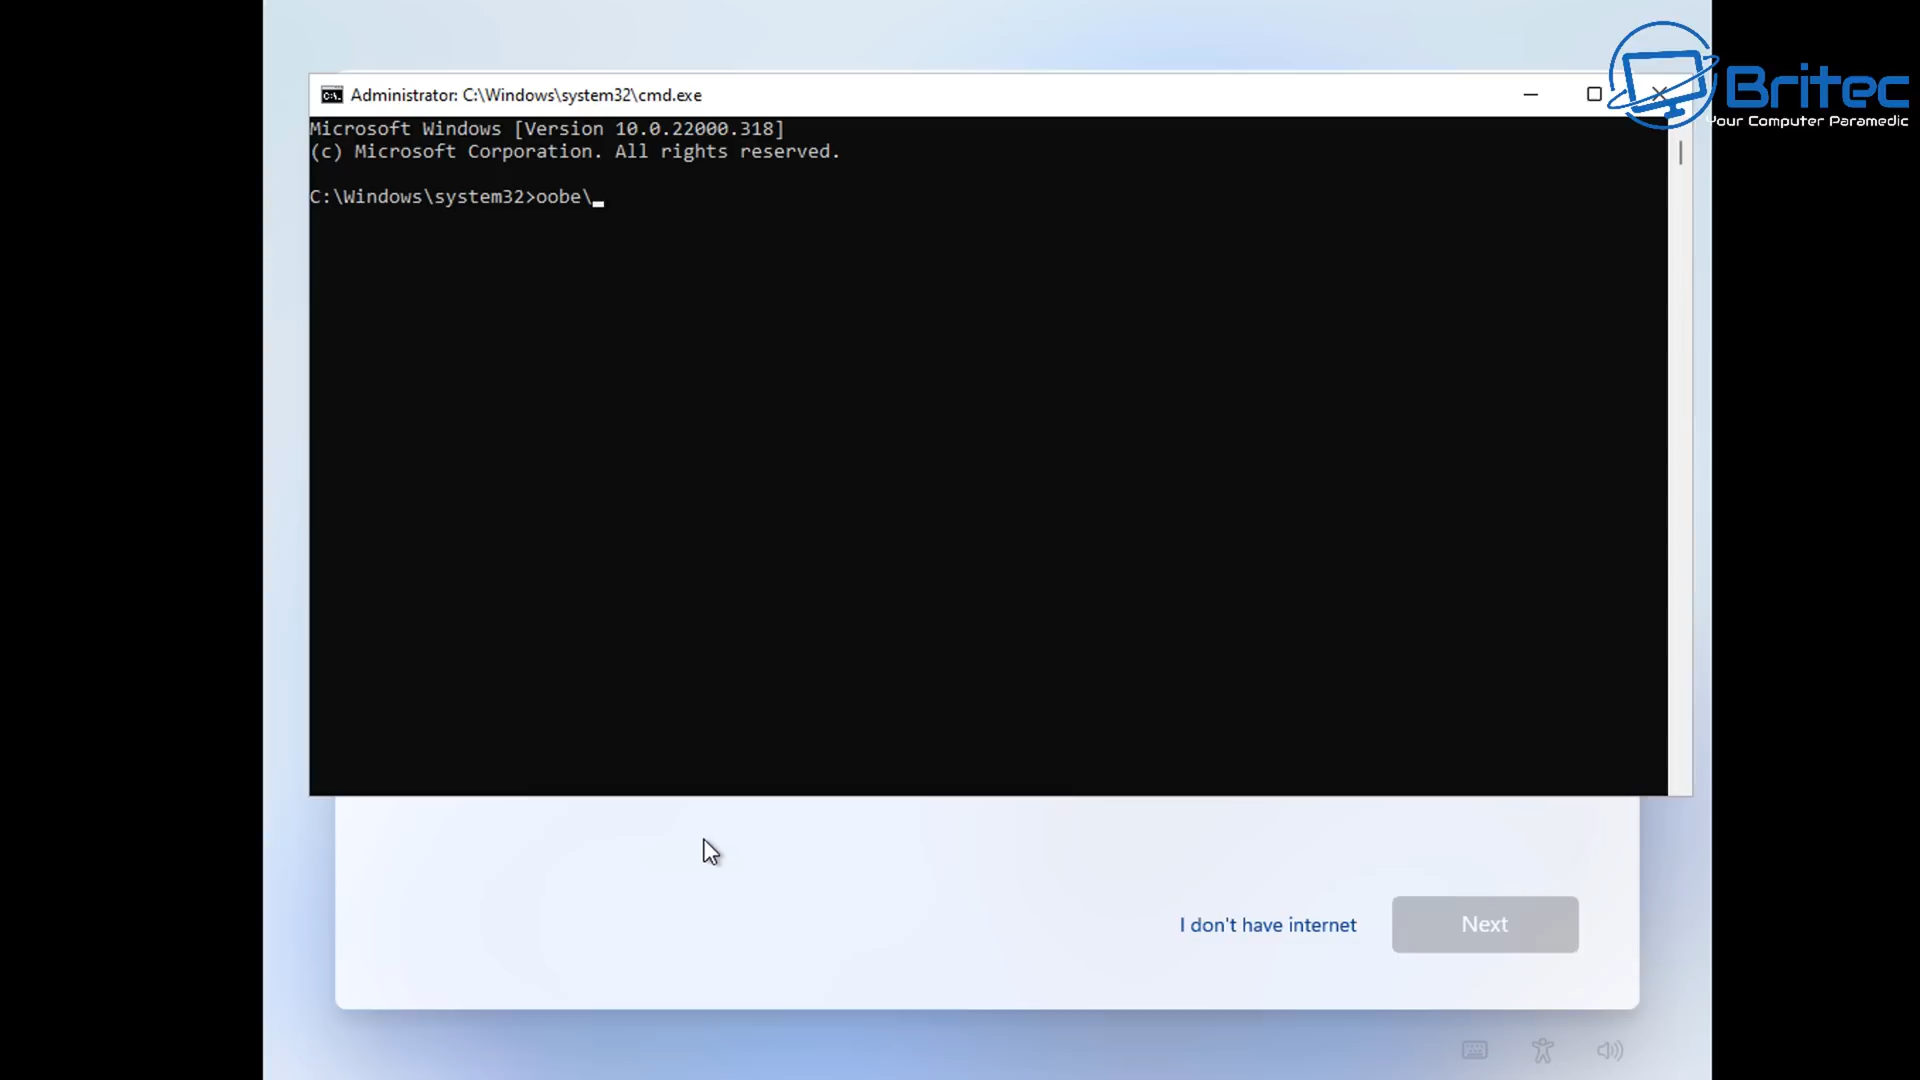 Britec
Your Computer Paramedic
Administrator: C:\Windows\system32\cmd.exe
Microsoft Windows [Version 10.0.22000.318]
(c) Microsoft Corporation. All rights reserved.
C:\Windows\system32>oobe\_
I don't have internet
Next